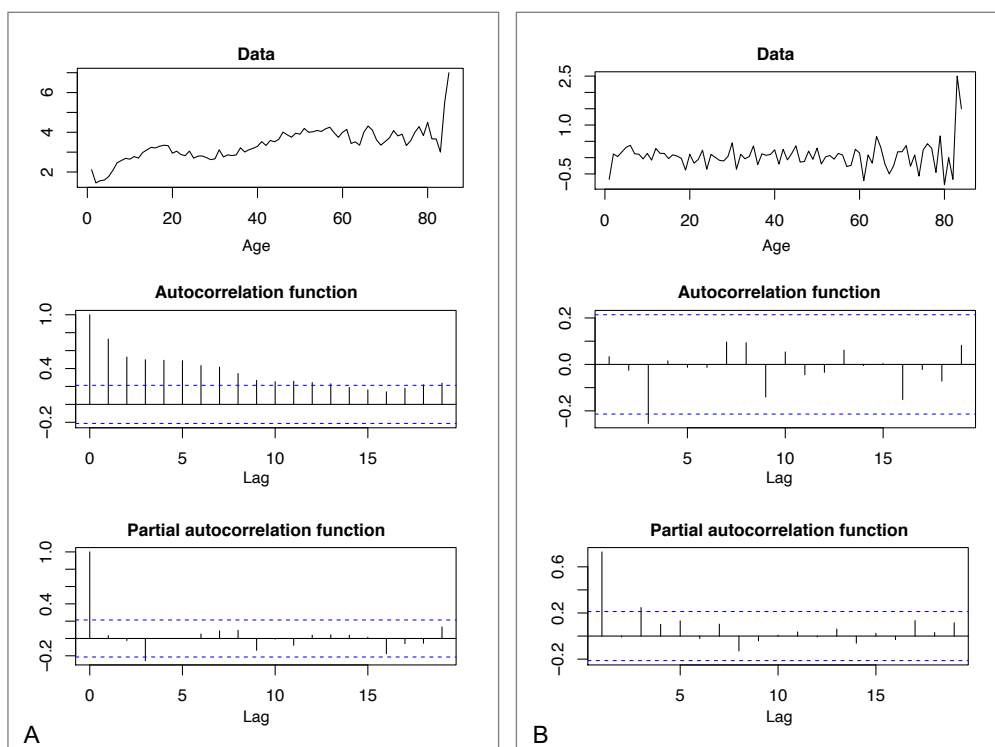 Data
6
4
2
0 20 40 60 80
Age
Autocorrelation function
1.0
0.4
−0.2
0 5 10 15
Lag
Partial autocorrelation function
1.0
0.4
−0.2
0 5 10 15
Lag
A
Data
2.5
1.0
−0.5
0 20 40 60 80
Age
Autocorrelation function
0.2
0.0
−0.2
5 10 15
Lag
Partial autocorrelation function
0.6
0.2
−0.2
5 10 15
Lag
B